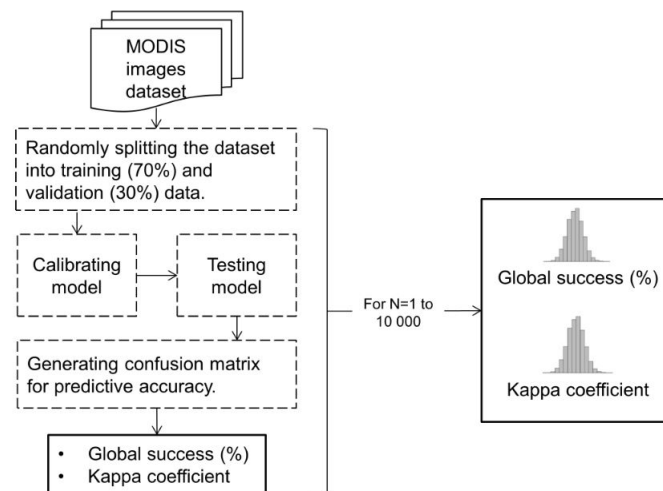 MODIS
images
dataset
Randomly splitting the dataset
into training (70%) and
validation (30%) data.
Calibrating
model
Testing
model
Generating confusion matrix
for predictive accuracy.
• Global success (%)
• Kappa coefficient
For N=1 to
10 000
Global success (%)
Kappa coefficient